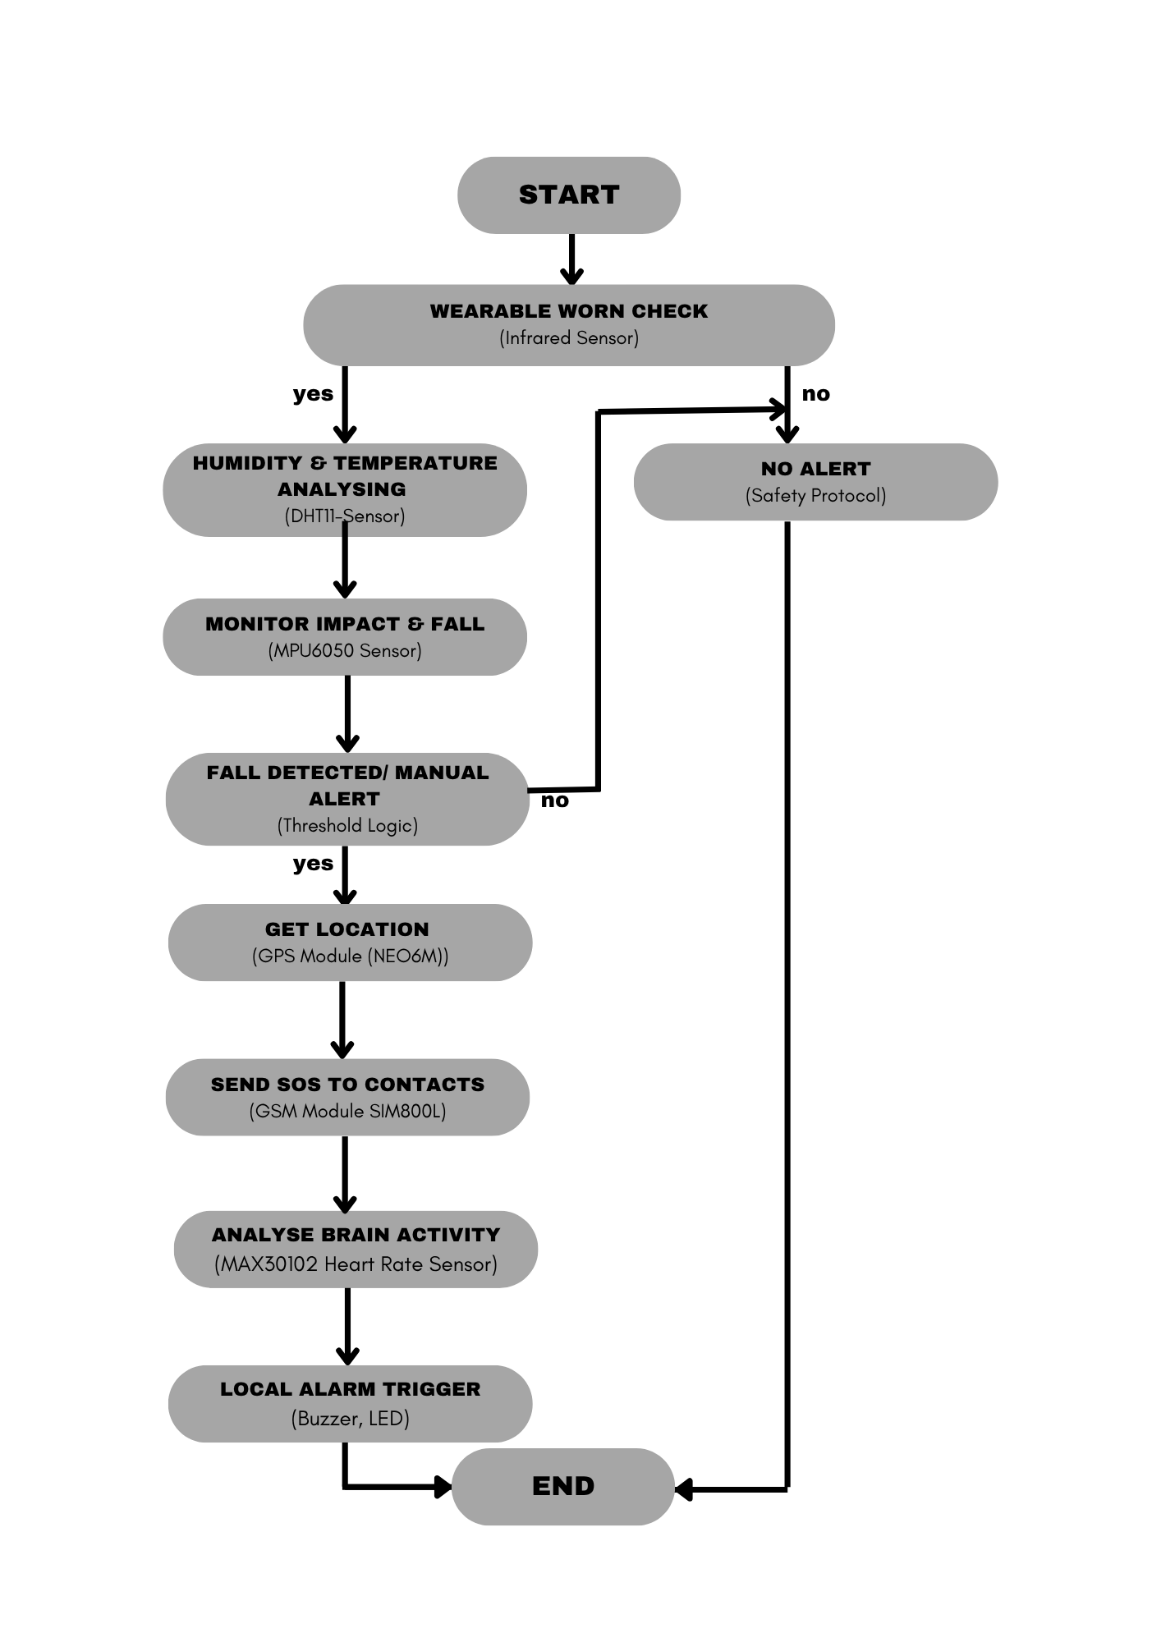 START
WEARABLE WORN CHECK
(Infrared Sensor)
yes
no
HUMIDITY & TEMPERATURE
ANALYSING
(DHT11-Sensor)
NO ALERT
(Safety Protocol)
MONITOR IMPACT & FALL
(MPU6050 Sensor)
FALL DETECTED/ MANUAL
ALERT
(Threshold Logic)
no
yes
GET LOCATION
(GPS Module (NEO6M))
SEND SOS TO CONTACTS
(GSM Module SIM800L)
ANALYSE BRAIN ACTIVITY
(MAX30102 Heart Rate Sensor)
LOCAL ALARM TRIGGER
(Buzzer, LED)
END